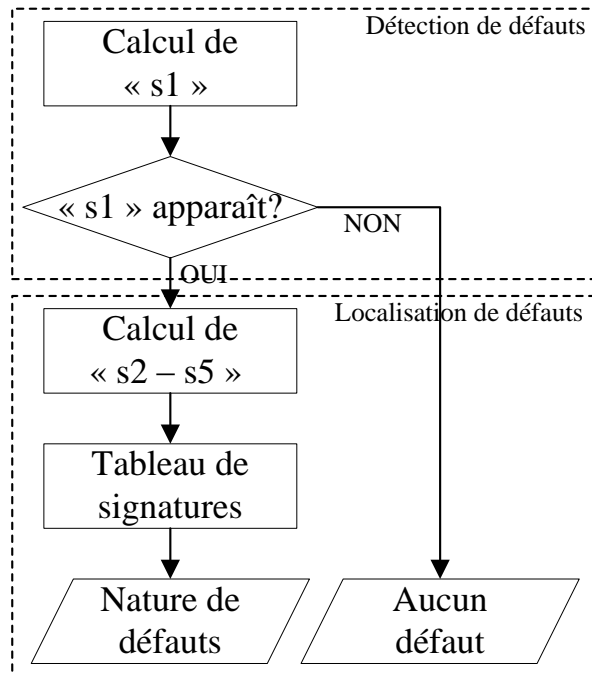 Détection de défauts
Calcul de
« s1 »
« s1 » apparaît?
NON
OUI
Localisation de défauts
Calcul de
« s2 – s5 »
Tableau de
signatures
Nature de
défauts
Aucun
défaut